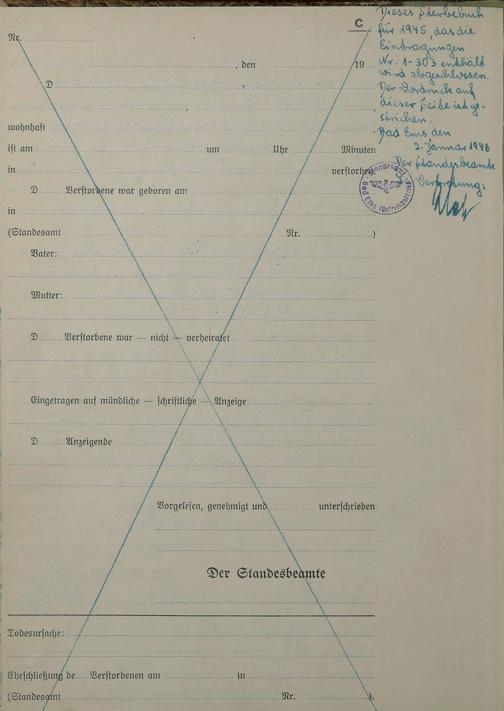 C
Nr.
, den 19
D
wohnhaft
ist am um Uhr Minuten
in verstorben.
D Verstorbene war geboren am
in
(Standesamt Nr. )
Vater:
Mutter:
D Verstorbene war — nicht — verheiratet
Eingetragen auf mündliche — schriftliche — Anzeige
D Anzeigende
Vorgelesen, genehmigt und unterschrieben
Der Standesbeamte
Todesursache:
Eheschließung de Verstorbenen am in
(Standesamt Nr. ).
Dieses Sterbebuch
für 1945, das die
Eintragungen
Nr. 1-303 enthält
wird abgeschlossen.
Der Vordruck auf
dieser Seite ist ge-
strichen.
Bad Ems den
2. Januar 1946
Der Standesbeamte
Standesamt
Bad Ems